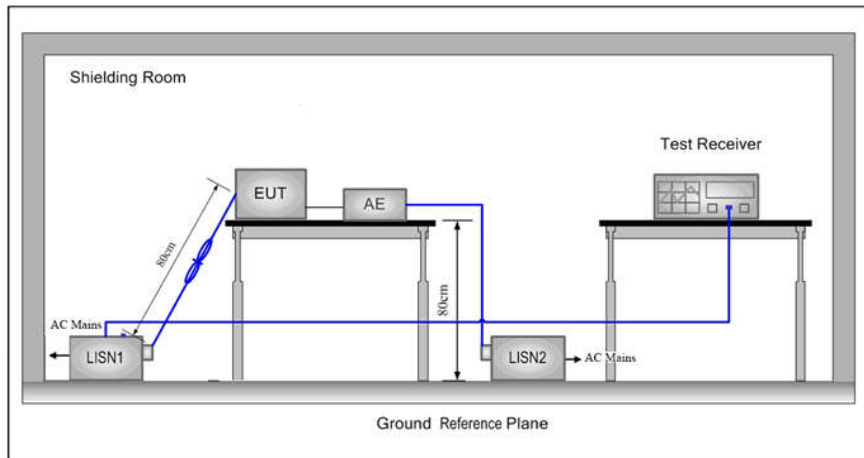 Shielding Room
Test Receiver
EUT
AE
80cm
80cm
AC Mains
LISN1
LISN2
AC Mains
Ground Reference Plane